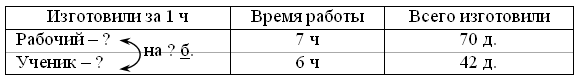 Изготовили за 1 ч Время работы Всего изготовили
Рабочий – ? 7 ч 70 д.
на ? б.
Ученик – ? 6 ч 42 д.